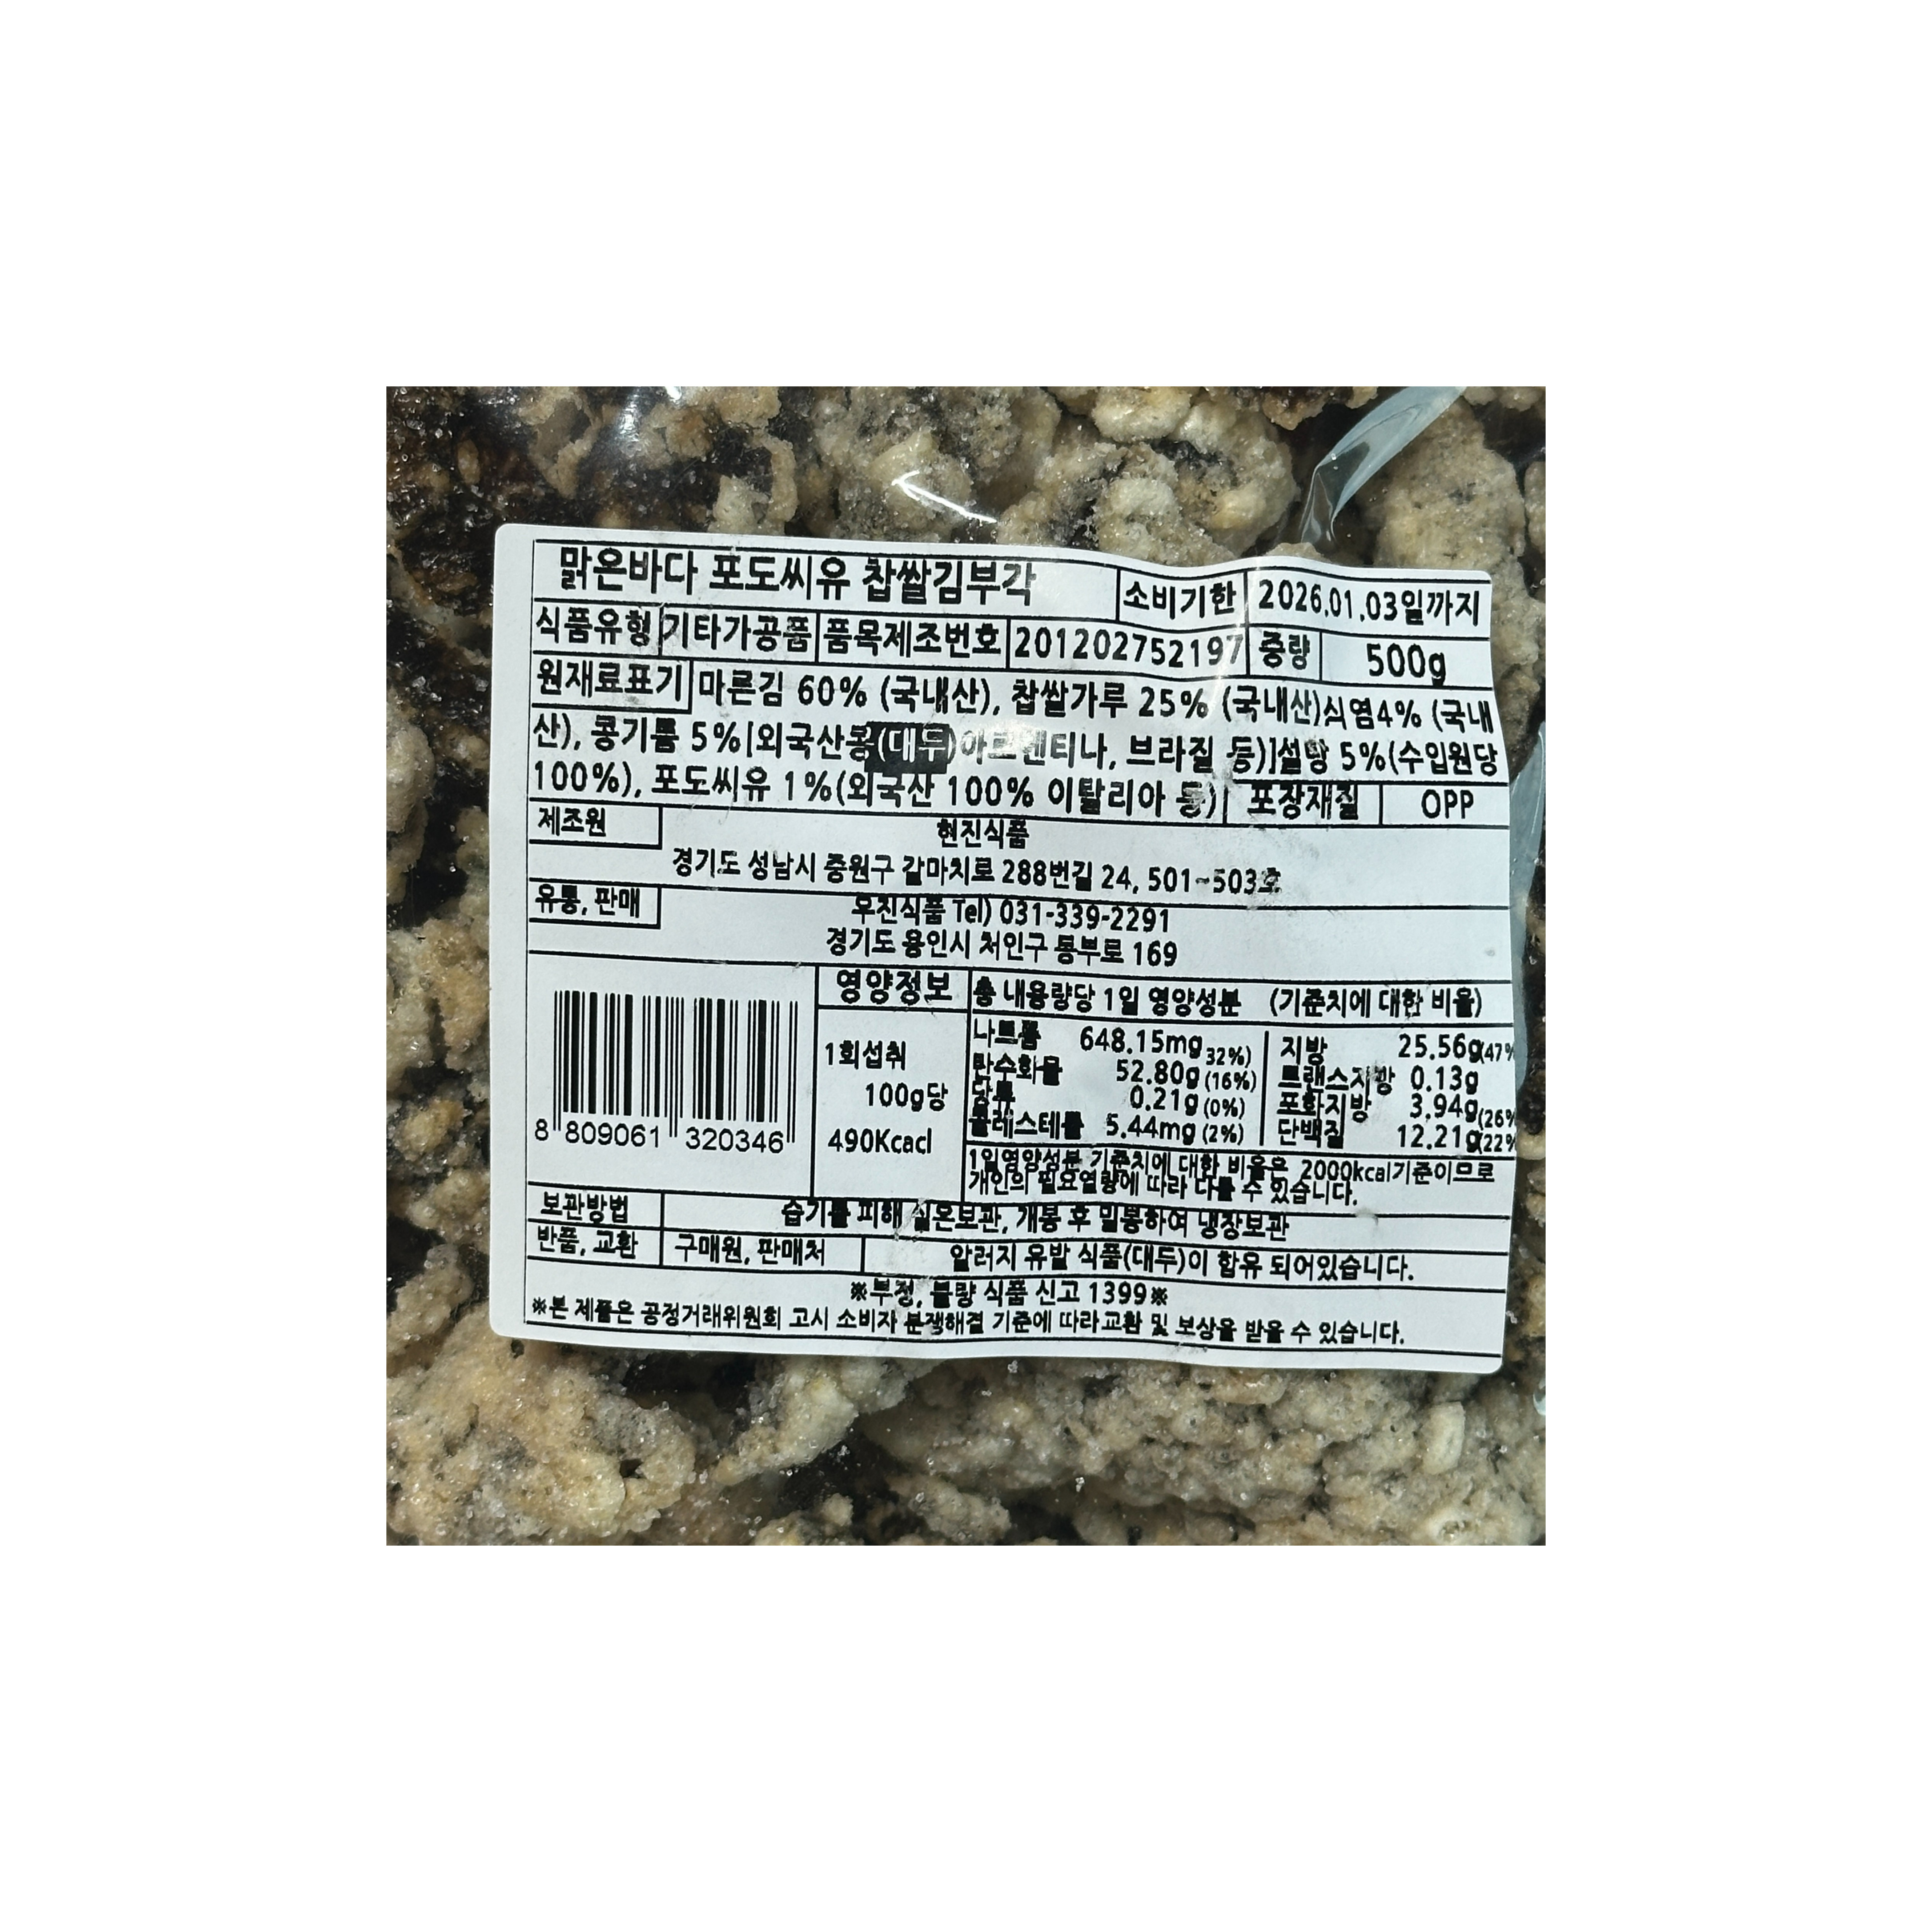 맑은바다 포도씨유 찹쌀김부각 소비기한 2026.01.03일까지
식품유형 기타가공품 품목제조번호 201202752197 중량 500g
원재료표기 마른김 60% (국내산), 찹쌀가루 25% (국내산)식염4% (국내
산), 콩기름 5%[외국산콩(대두)아르헨티나, 브라질 등)]설탕 5%(수입원당
100%), 포도씨유 1%(외국산 100% 이탈리아 등) 포장재질 OPP
제조원 현진식품
경기도 성남시 중원구 갈마치로 288번길 24, 501~503호
유통, 판매 우진식품 Tel) 031-339-2291
경기도 용인시 처인구 봉부로 169
영양정보 총 내용량당 1일 영양성분 (기준치에 대한 비율)
1회섭취
100g당
490Kcacl
나트륨 648.15mg 32%) 지방 25.56g(47%
탄수화물 52.80g (16%) 트랜스지방 0.13g
당류 0.21g (0%) 포화지방 3.94g(26%
콜레스테롤 5.44mg (2%) 단백질 12.21g(22%
1일영양성분 기준치에 대한 비율은 2000kcal기준이므로
개인의 필요열량에 따라 다를 수 있습니다.
8 809061 320346
보관방법 습기를 피해 실온보관, 개봉 후 밀봉하여 냉장보관
반품, 교환 구매원, 판매처 알러지 유발 식품(대두)이 함유 되어있습니다.
※부정, 불량 식품 신고 1399※
※본 제품은 공정거래위원회 고시 소비자 분쟁해결 기준에 따라교환 및 보상을 받을 수 있습니다.